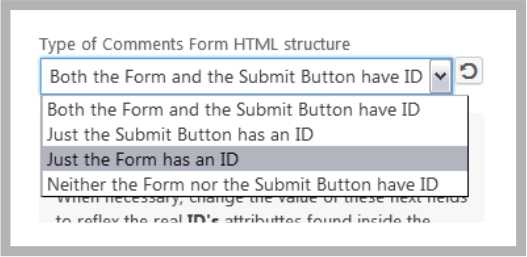 Type of Comments Form HTML structure
Both the Form and the Submit Button have ID
Both the Form and the Submit Button have ID
Just the Submit Button has an ID
Just the Form has an ID
Neither the Form nor the Submit Button have ID
When necessary, change the value of these next fields
to reflex the real ID's attributtes found inside the